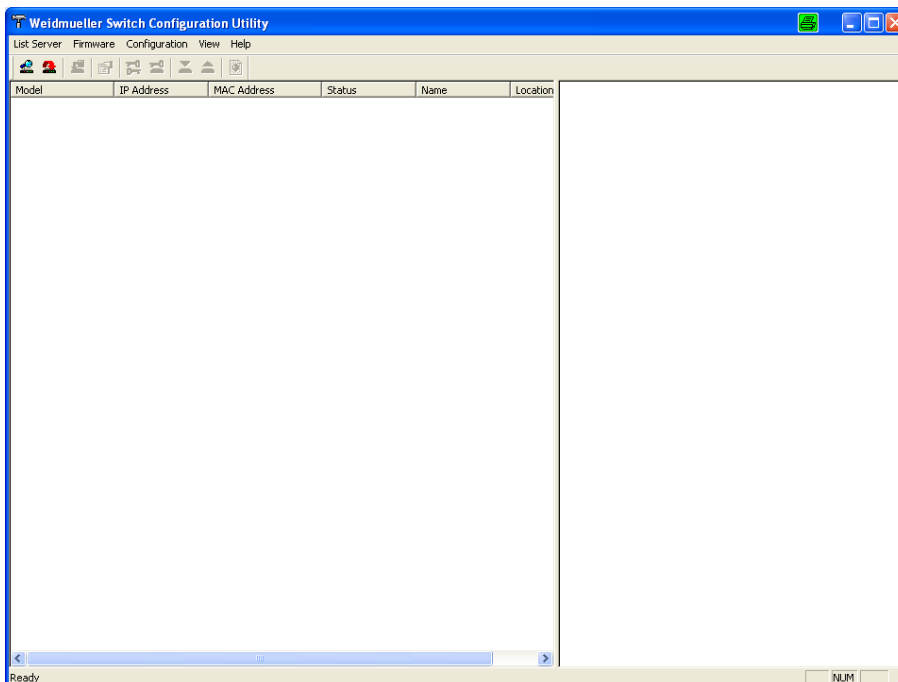 Weidmueller Switch Configuration Utility
List Server Firmware Configuration View Help
Model IP Address MAC Address Status Name Location
Ready NUM